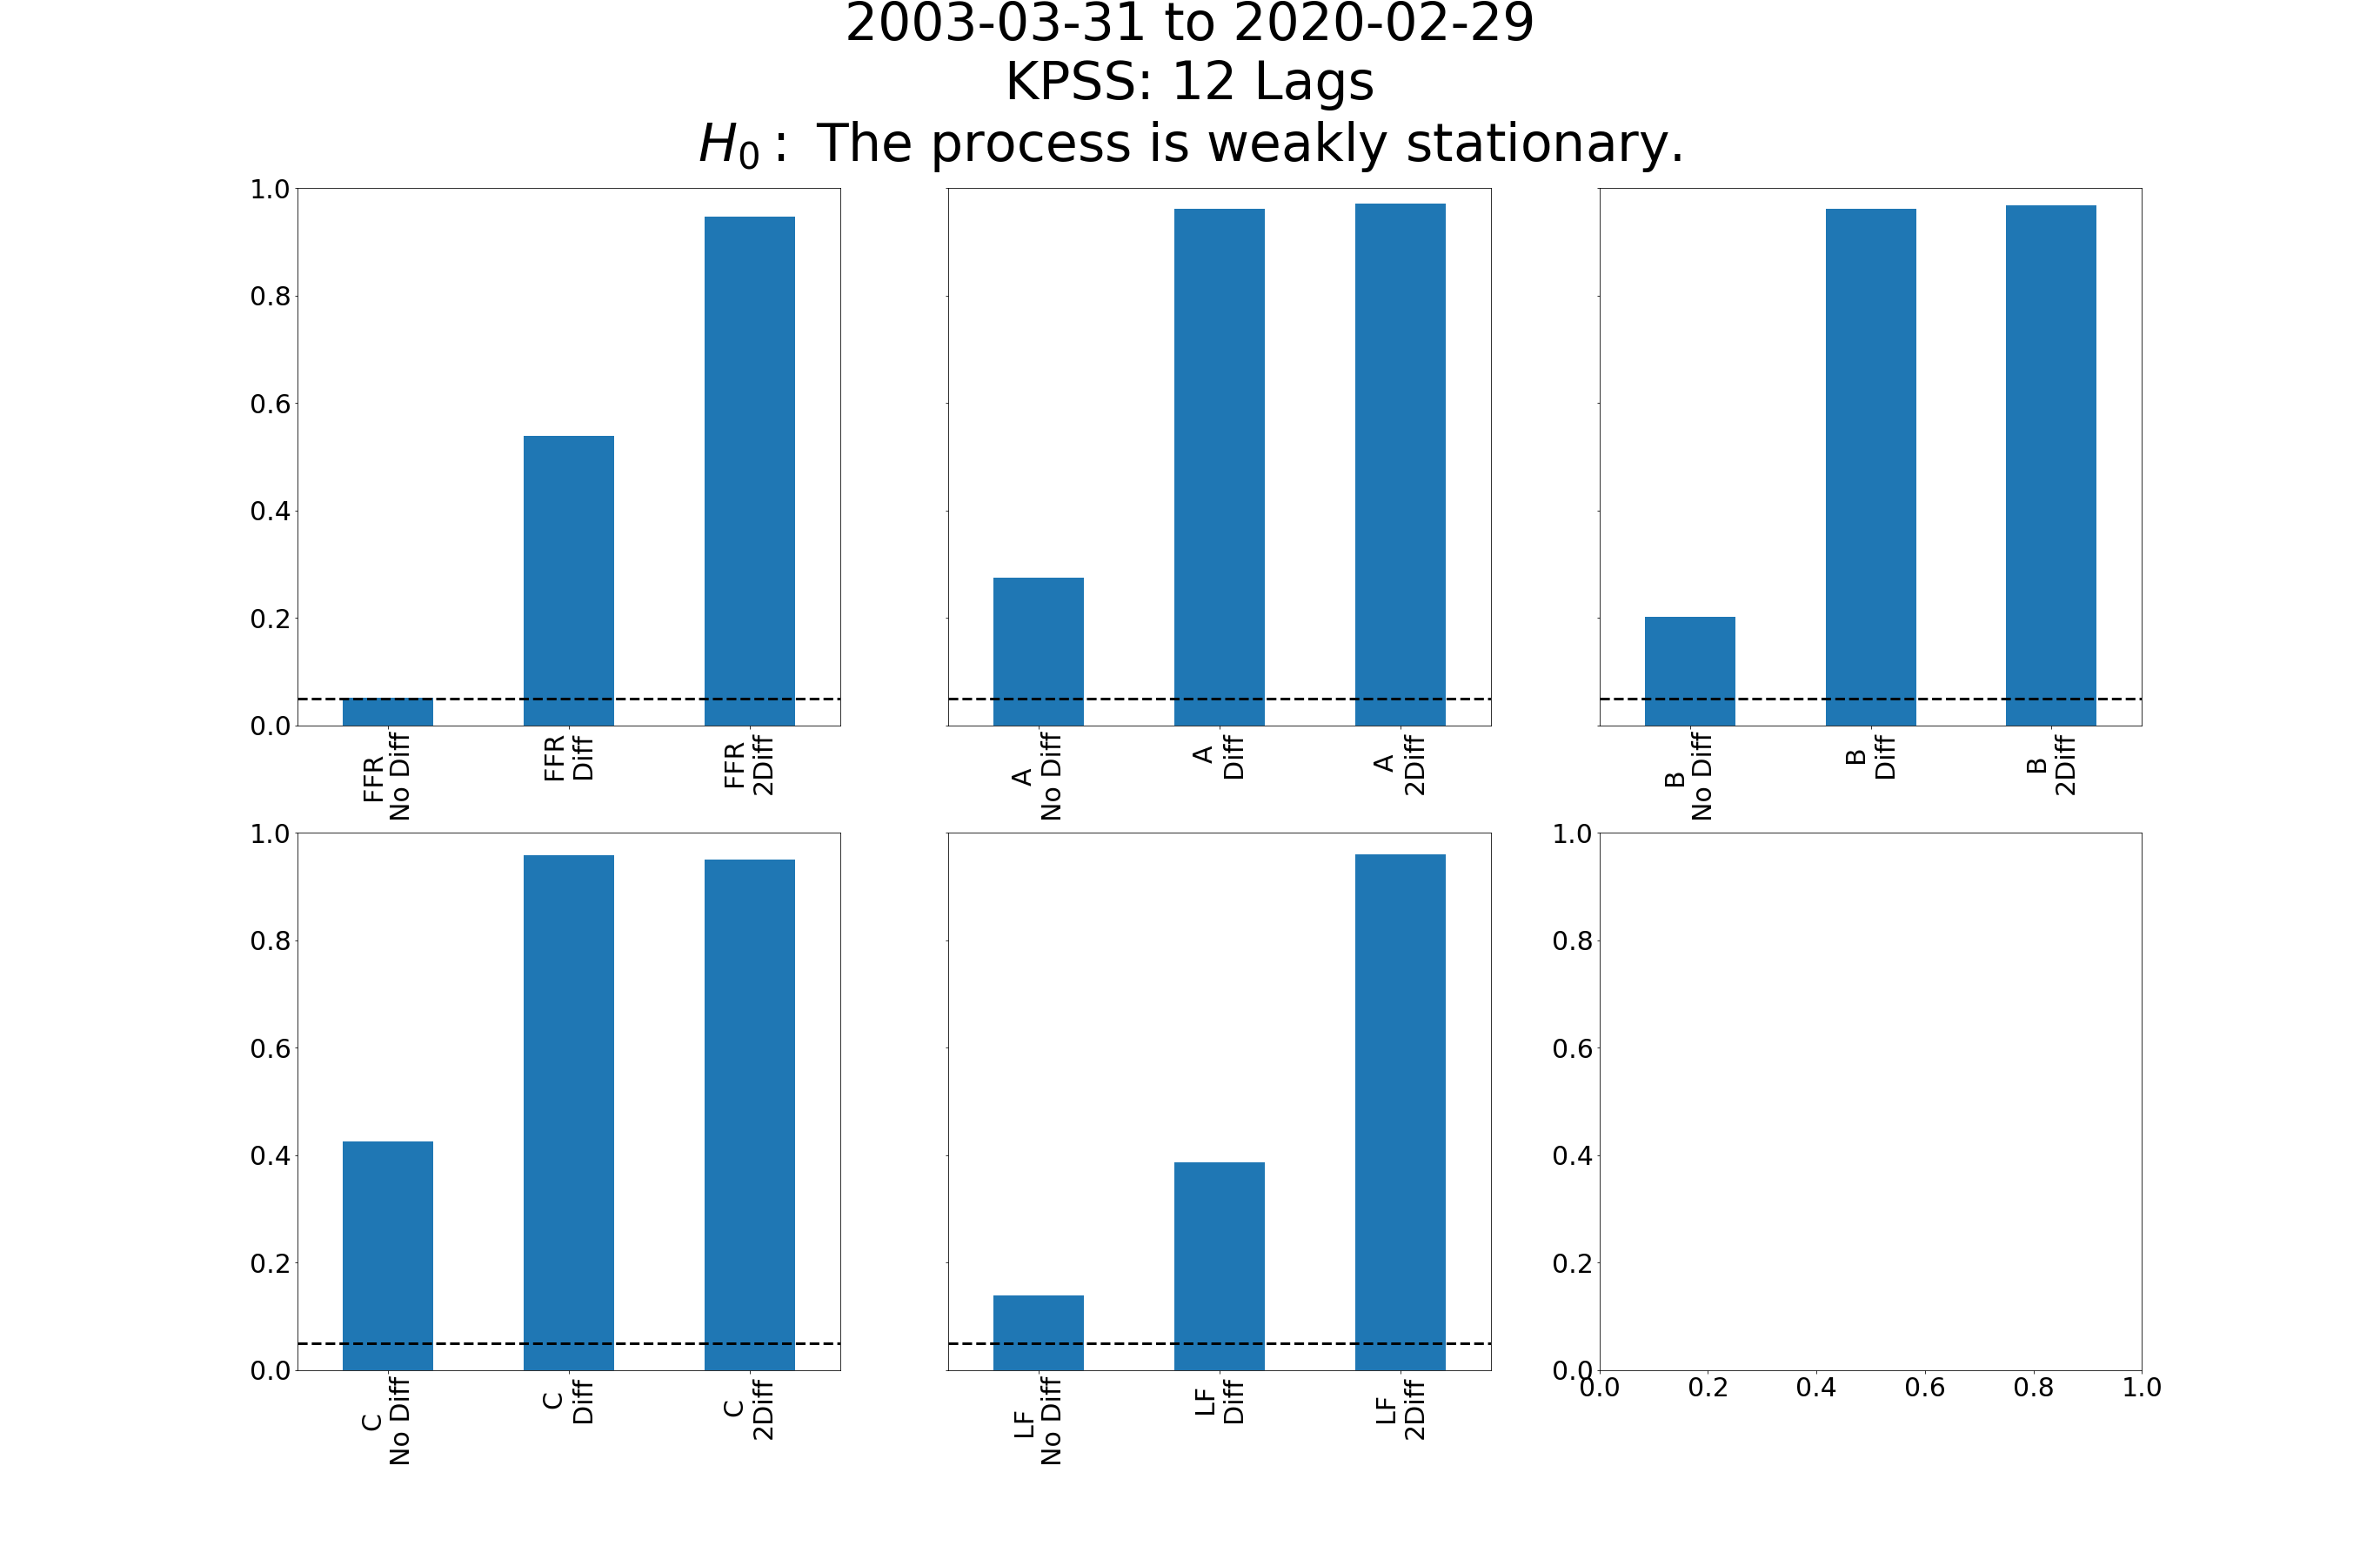 2003-03-31 to 2020-02-29
KPSS: 12 Lags
H0 : The process is weakly stationary.
1.0
0.8
0.6
0.4
0.2
0.0
FFR
No Diff
FFR
Diff
FFR
2Diff
A
No Diff
A
Diff
A
2Diff
B
No Diff
B
Diff
B
2Diff
1.0
0.8
0.6
0.4
0.2
0.0
C
No Diff
C
Diff
C
2Diff
LF
No Diff
LF
Diff
LF
2Diff
1.0
0.8
0.6
0.4
0.2
0.0
0.0 0.2 0.4 0.6 0.8 1.0